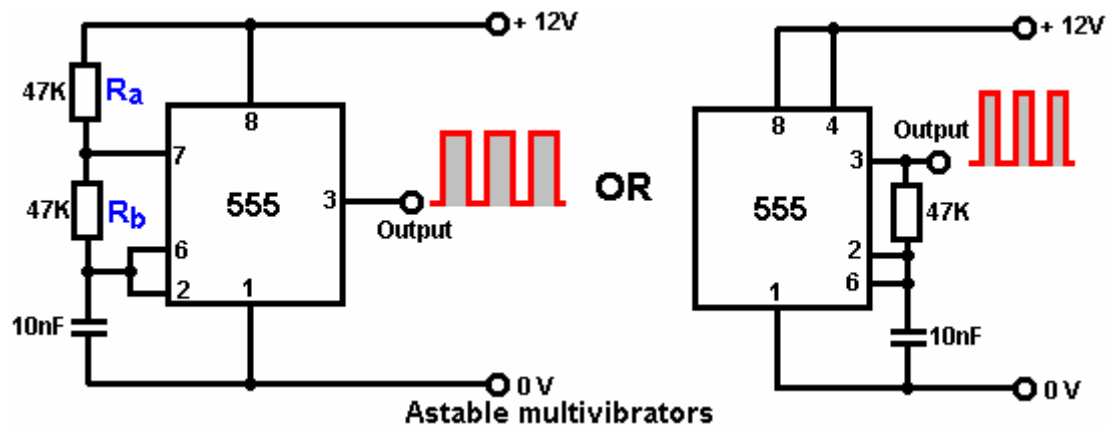 + 12V
47K Ra
8
7
47K Rb
555
3
Output
6
2
1
10nF
0 V
OR
+ 12V
8 4
Output
3
555
47K
2
6
1
10nF
0 V
Astable multivibrators